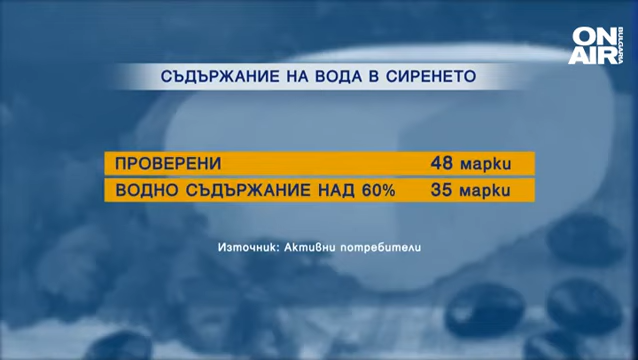 ON AIR BULGARIA
СЪДЪРЖАНИЕ НА ВОДА В СИРЕНЕТО
ПРОВЕРЕНИ 48 марки
ВОДНО СЪДЪРЖАНИЕ НАД 60% 35 марки
Източник: Активни потребители